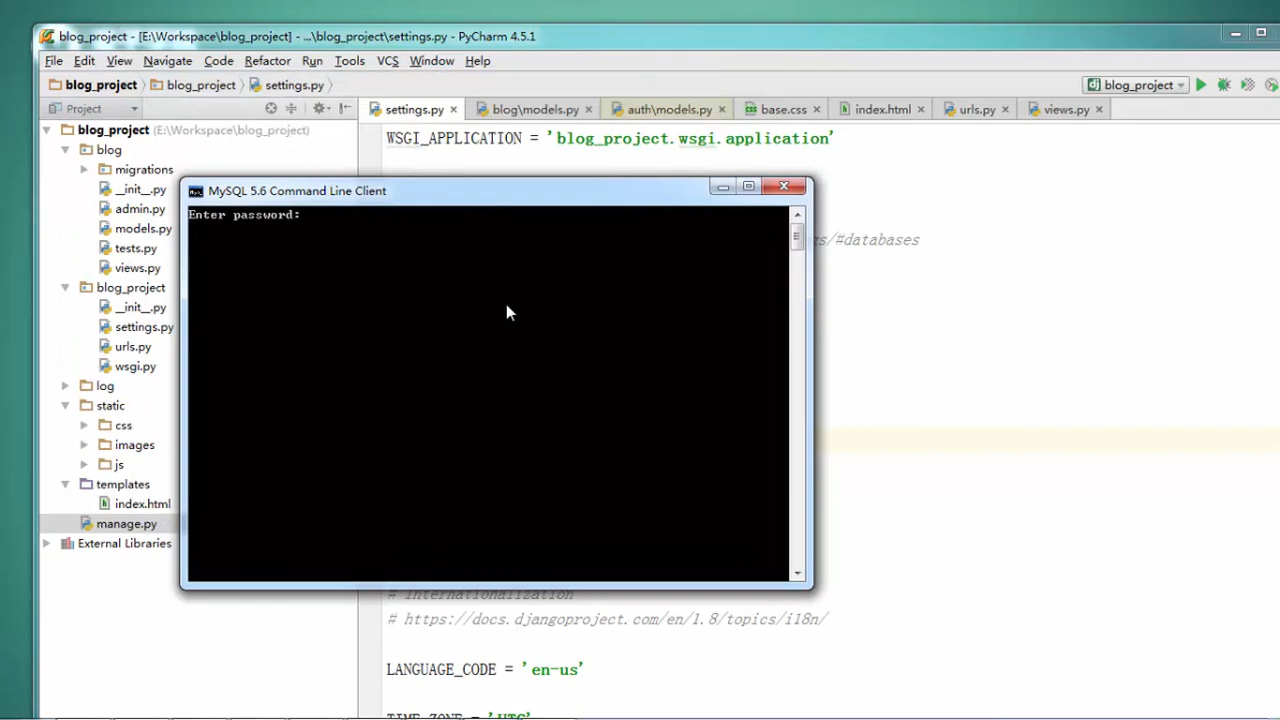 blog_project - [E:\Workspace\blog_project] - ...\blog_project\settings.py - PyCharm 4.5.1
File Edit View Navigate Code Refactor Run Tools VCS Window Help
blog_project blog_project settings.py blog_project
Project settings.py blog\models.py auth\models.py base.css index.html urls.py views.py
blog_project (E:\Workspace\blog_project)
WSGI_APPLICATION = 'blog_project.wsgi.application'
blog
migrations
__init__.py
admin.py
models.py
tests.py
views.py
blog_project
__init__.py
settings.py
urls.py
wsgi.py
log
static
css
images
js
templates
index.html
manage.py
External Libraries
MySQL 5.6 Command Line Client
Enter password:
/#databases
# Internationalization
# https://docs.djangoproject.com/en/1.8/topics/i18n/
LANGUAGE_CODE = 'en-us'
TIME_ZONE = 'UTC'